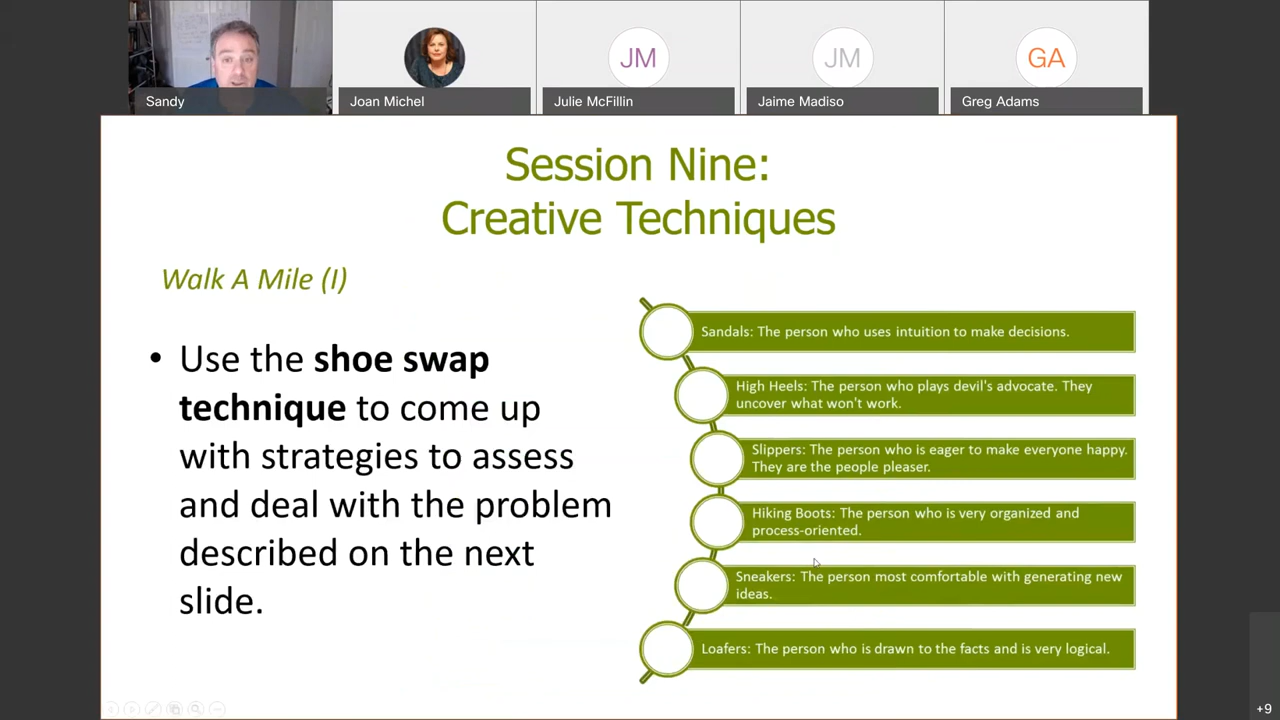 Sandy
Joan Michel
JM
Julie McFillin
JM
Jaime Madiso
GA
Greg Adams
Session Nine:
Creative Techniques
Walk A Mile (I)
• Use the shoe swap
technique to come up
with strategies to assess
and deal with the problem
described on the next
slide.
Sandals: The person who uses intuition to make decisions.
High Heels: The person who plays devil's advocate. They
uncover what won't work.
Slippers: The person who is eager to make everyone happy.
They are the people pleaser.
Hiking Boots: The person who is very organized and
process-oriented.
Sneakers: The person most comfortable with generating new
ideas.
Loafers: The person who is drawn to the facts and is very logical.
+9